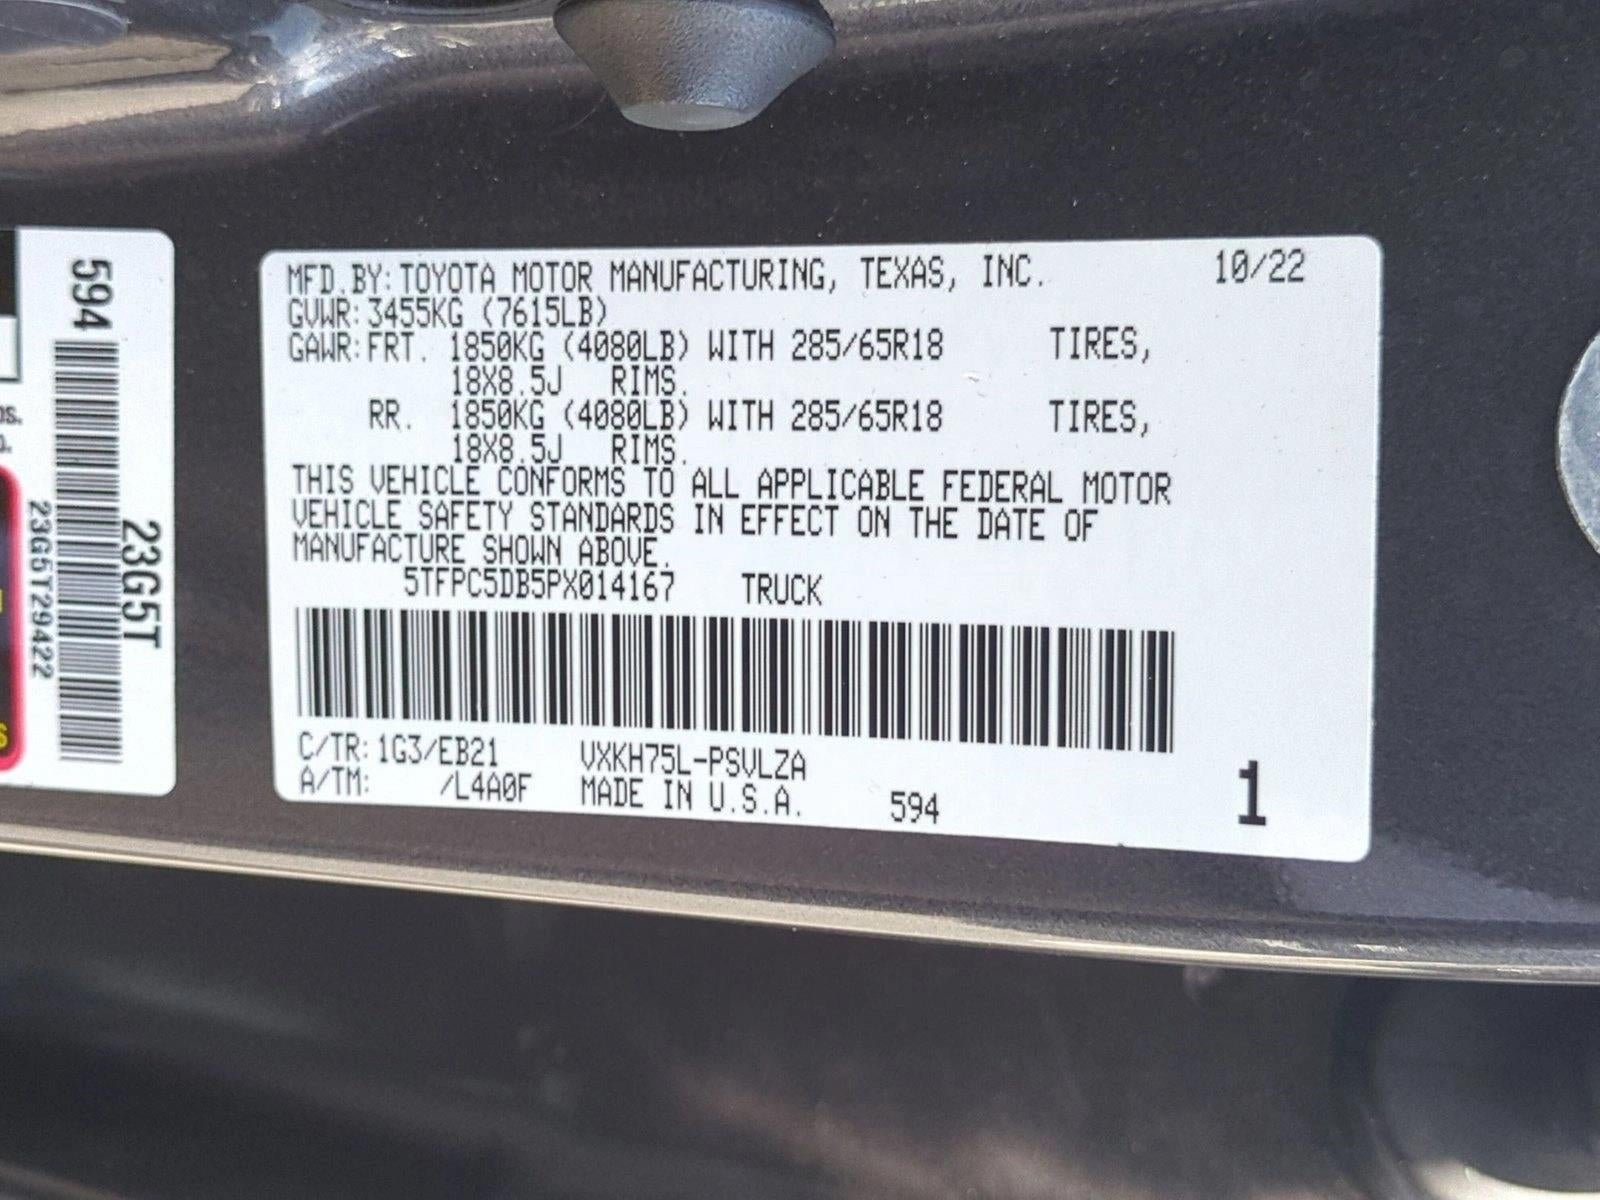 MFD.BY: TOYOTA MOTOR MANUFACTURING, TEXAS, INC. 10/22
GVWR: 3455KG (7615LB)
GAWR: FRT. 1850KG (4080LB) WITH 285/65R18 TIRES,
18X8.5J RIMS.
RR. 1850KG (4080LB) WITH 285/65R18 TIRES,
18X8.5J RIMS.
THIS VEHICLE CONFORMS TO ALL APPLICABLE FEDERAL MOTOR
VEHICLE SAFETY STANDARDS IN EFFECT ON THE DATE OF
MANUFACTURE SHOWN ABOVE.
5TFPC5DB5PX014167 TRUCK
C/TR: 1G3/EB21 VXKH75L-PSVLZA
A/TM: /L4A0F MADE IN U.S.A. 594 1
594
23G5T
23G5T29422